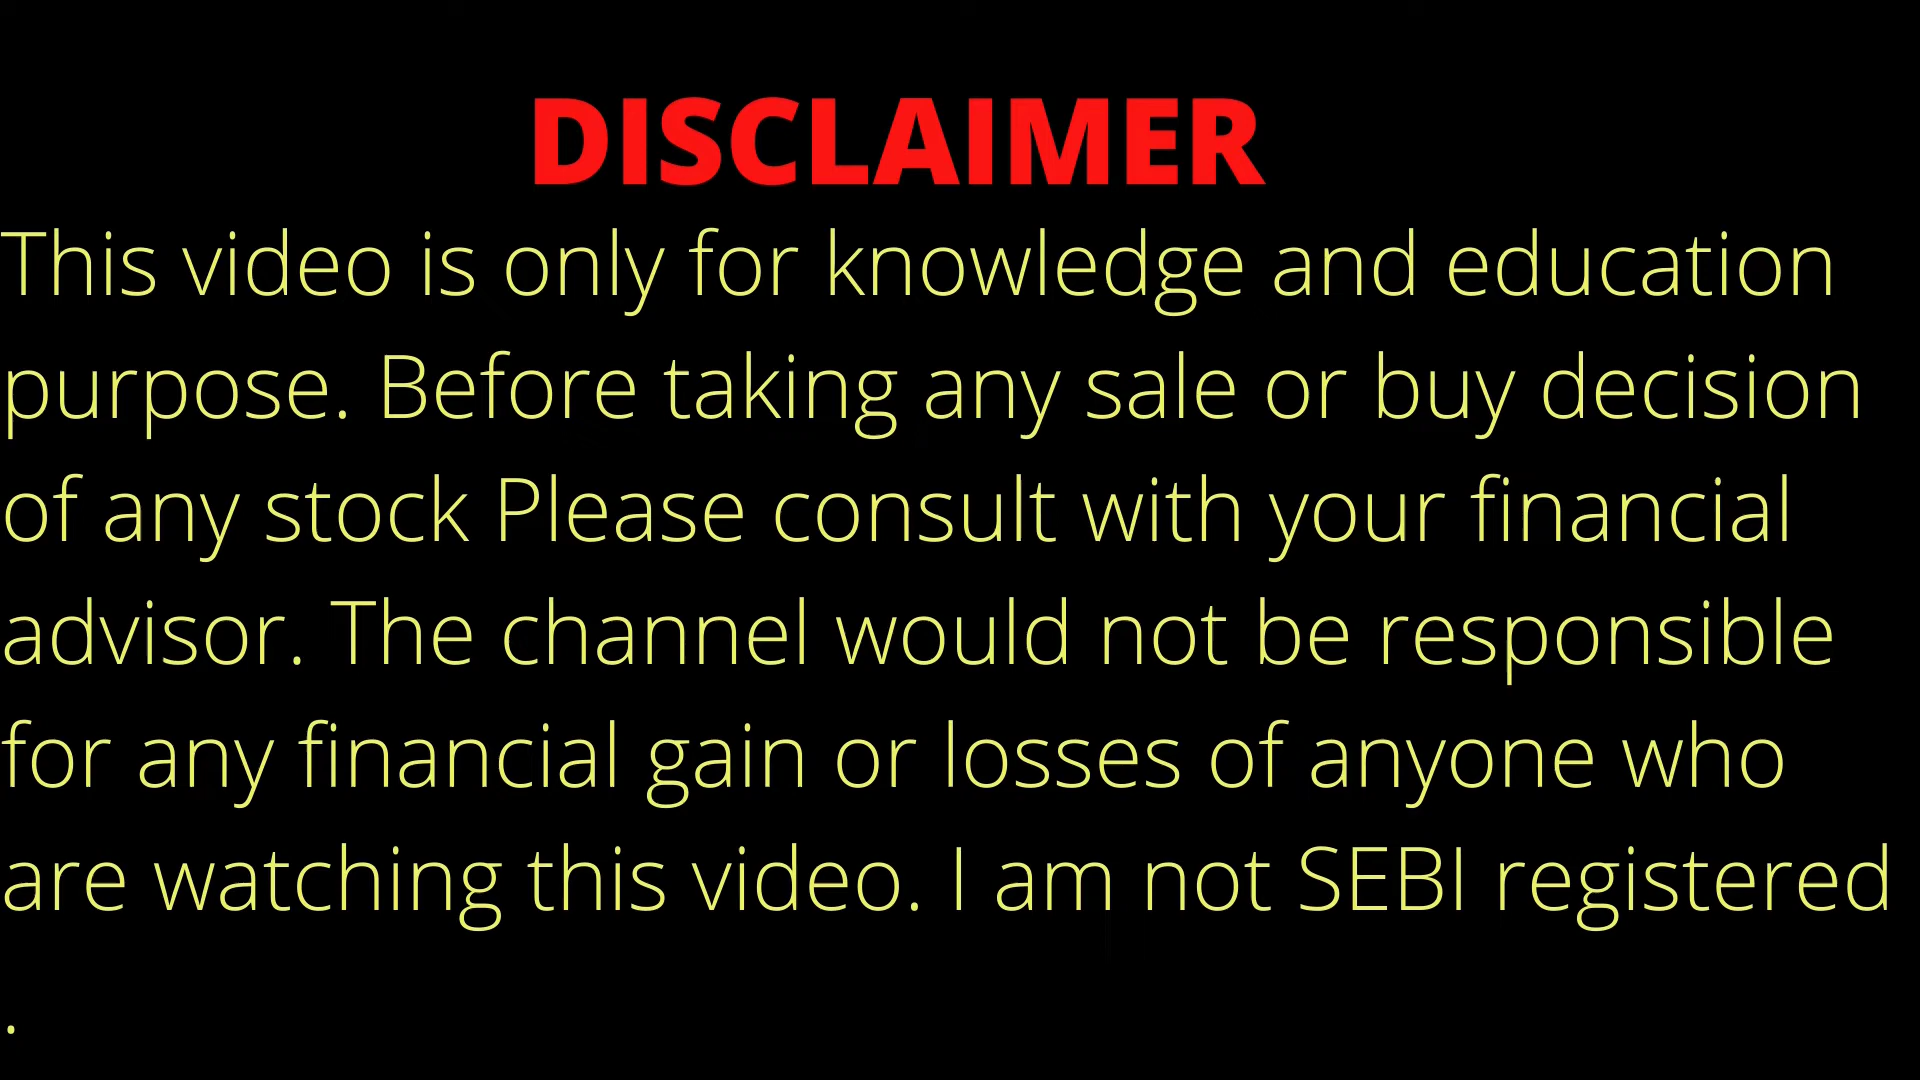 DISCLAIMER
This video is only for knowledge and education
purpose. Before taking any sale or buy decision
of any stock Please consult with your financial
advisor. The channel would not be responsible
for any financial gain or losses of anyone who
are watching this video. I am not SEBI registered
.